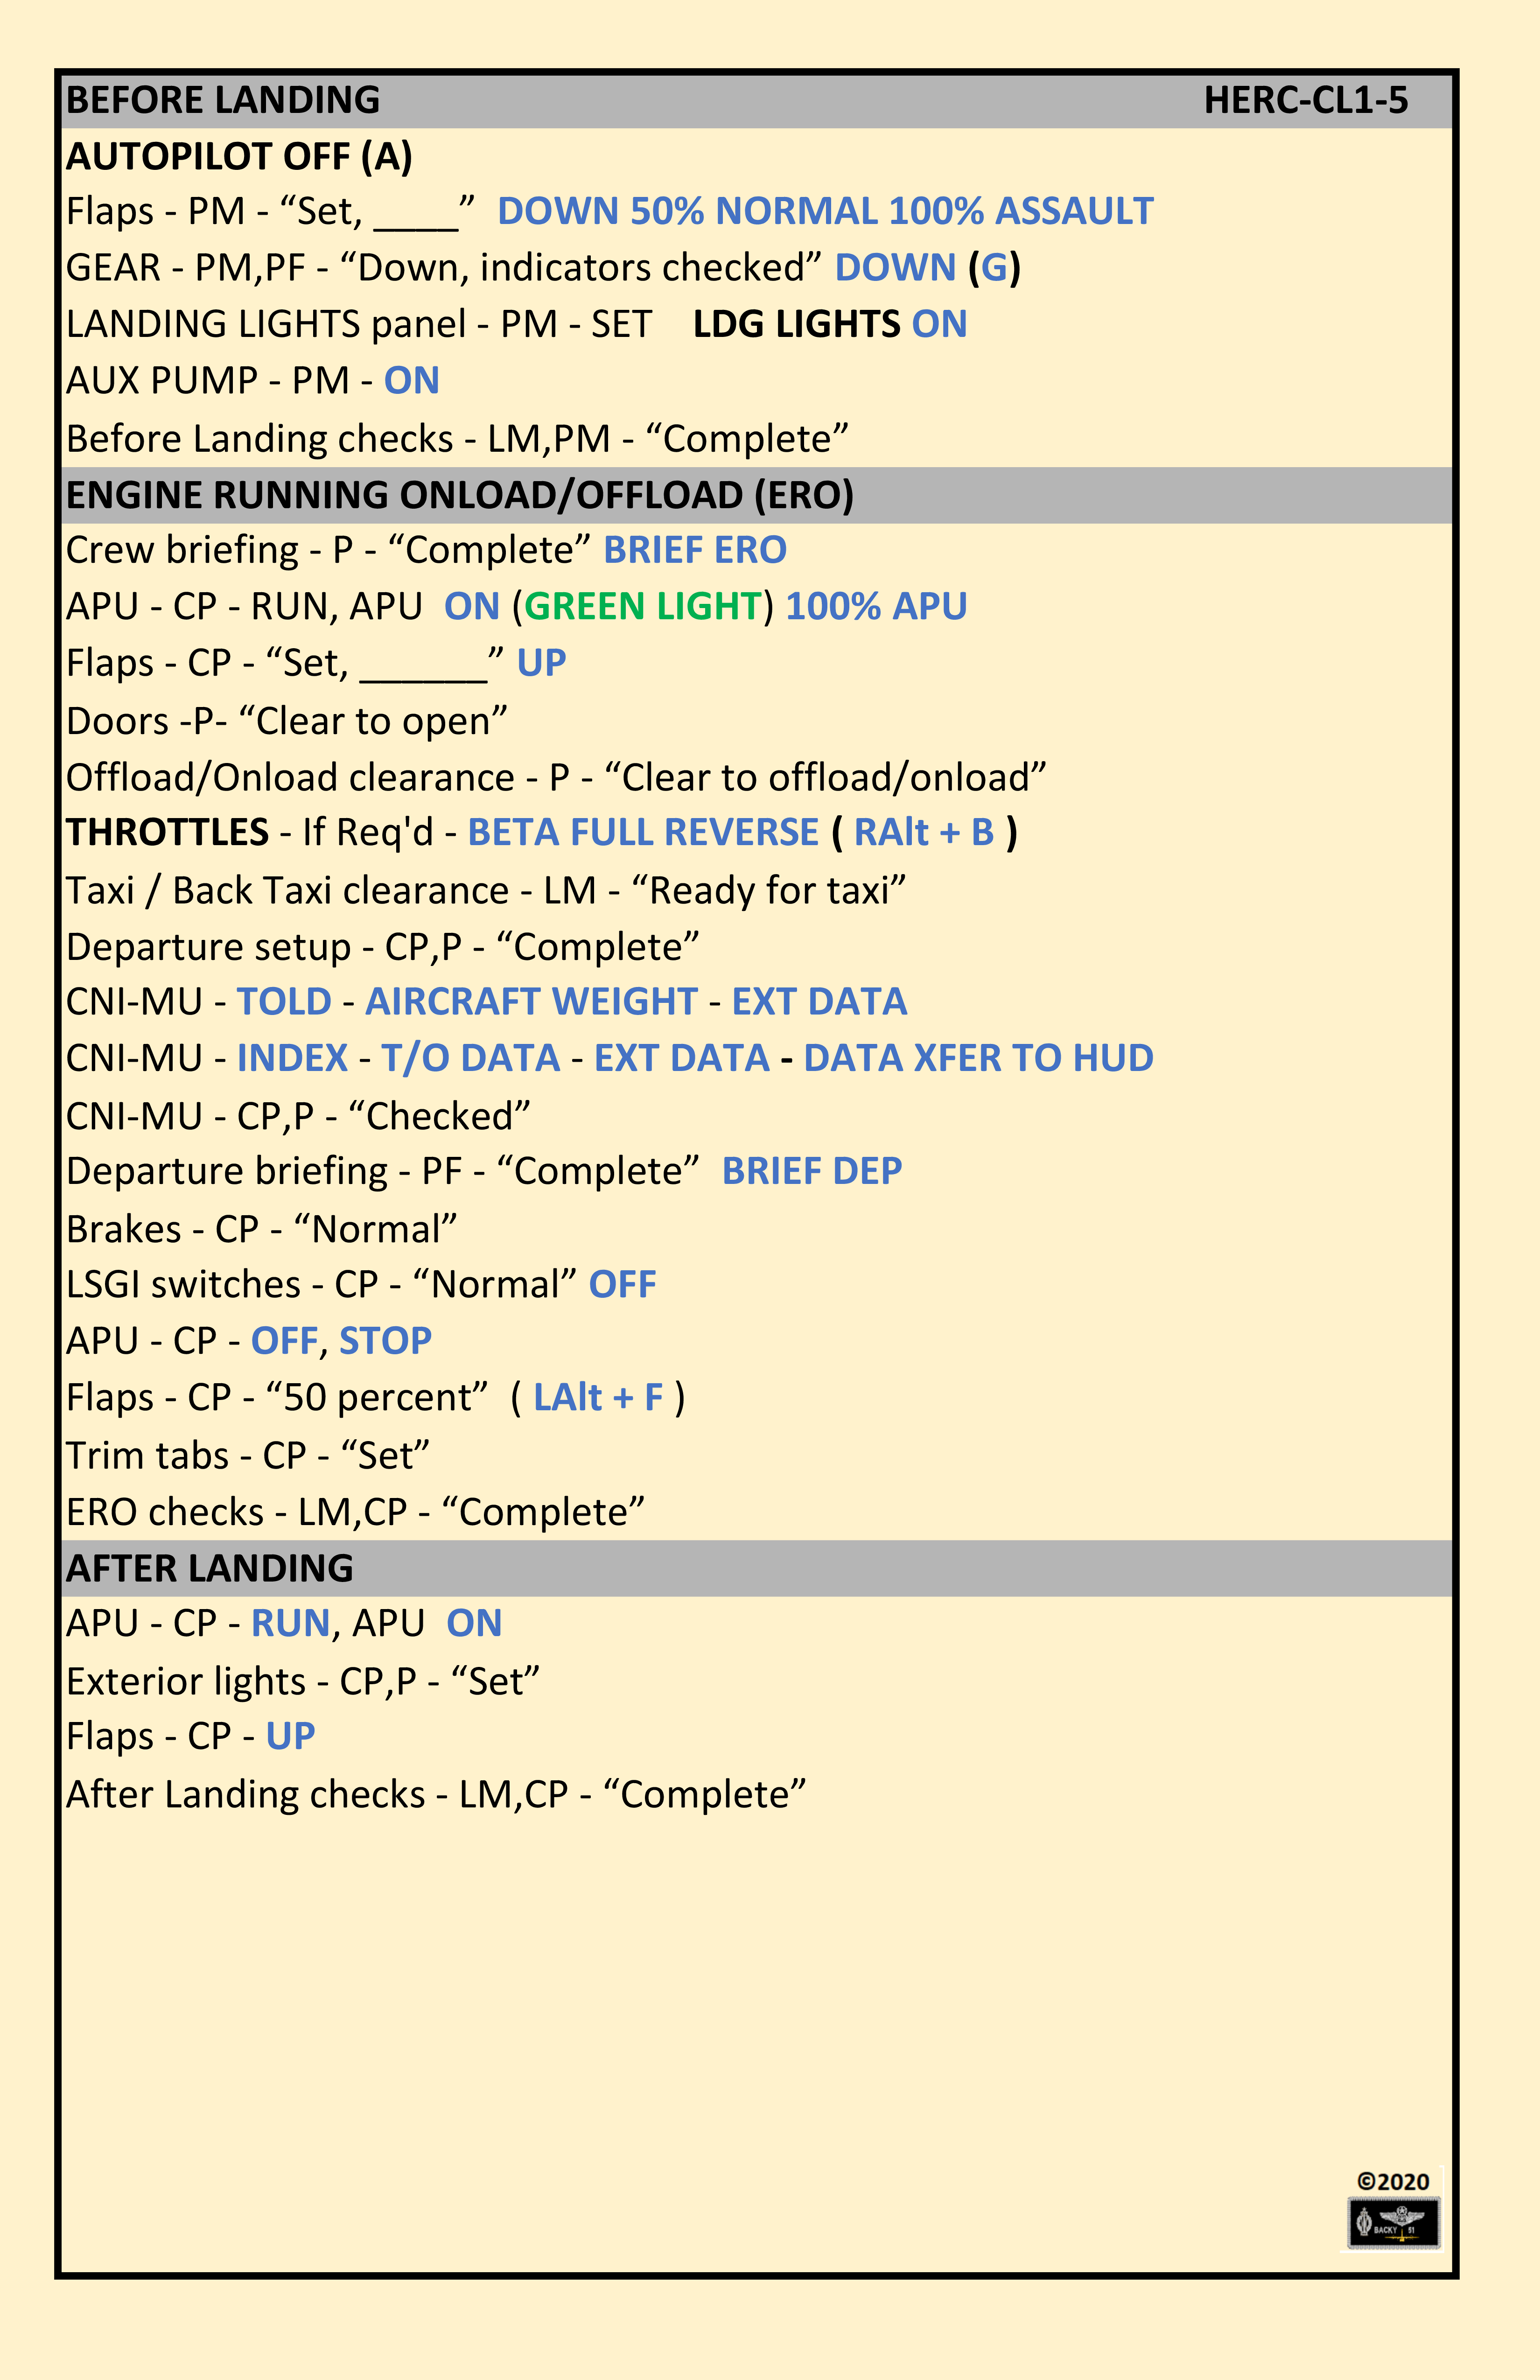 BEFORE LANDING HERC-CL1-5
AUTOPILOT OFF (A)
Flaps - PM - “Set, ____” DOWN 50% NORMAL 100% ASSAULT
GEAR - PM,PF - “Down, indicators checked” DOWN (G)
LANDING LIGHTS panel - PM - SET LDG LIGHTS ON
AUX PUMP - PM - ON
Before Landing checks - LM,PM - “Complete”
ENGINE RUNNING ONLOAD/OFFLOAD (ERO)
Crew briefing - P - “Complete” BRIEF ERO
APU - CP - RUN, APU ON (GREEN LIGHT) 100% APU
Flaps - CP - “Set, ______” UP
Doors -P- “Clear to open”
Offload/Onload clearance - P - “Clear to offload/onload”
THROTTLES - If Req'd - BETA FULL REVERSE ( RAlt + B )
Taxi / Back Taxi clearance - LM - “Ready for taxi”
Departure setup - CP,P - “Complete”
CNI-MU - TOLD - AIRCRAFT WEIGHT - EXT DATA
CNI-MU - INDEX - T/O DATA - EXT DATA - DATA XFER TO HUD
CNI-MU - CP,P - “Checked”
Departure briefing - PF - “Complete” BRIEF DEP
Brakes - CP - “Normal”
LSGI switches - CP - “Normal” OFF
APU - CP - OFF, STOP
Flaps - CP - “50 percent” ( LAlt + F )
Trim tabs - CP - “Set”
ERO checks - LM,CP - “Complete”
AFTER LANDING
APU - CP - RUN, APU ON
Exterior lights - CP,P - “Set”
Flaps - CP - UP
After Landing checks - LM,CP - “Complete”
©2020
BACKY 51